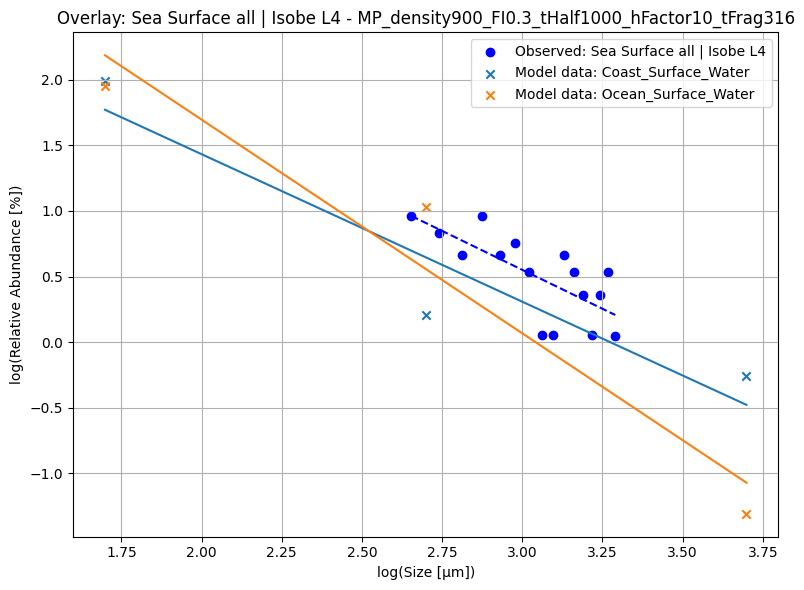 Overlay: Sea Surface all | Isobe L4 - MP_density900_FI0.3_tHalf1000_hFactor10_tFrag316
Observed: Sea Surface all | Isobe L4
Model data: Coast_Surface_Water
Model data: Ocean_Surface_Water
log(Relative Abundance [%])
2.0
1.5
1.0
0.5
0.0
−0.5
−1.0
1.75 2.00 2.25 2.50 2.75 3.00 3.25 3.50 3.75
log(Size [µm])